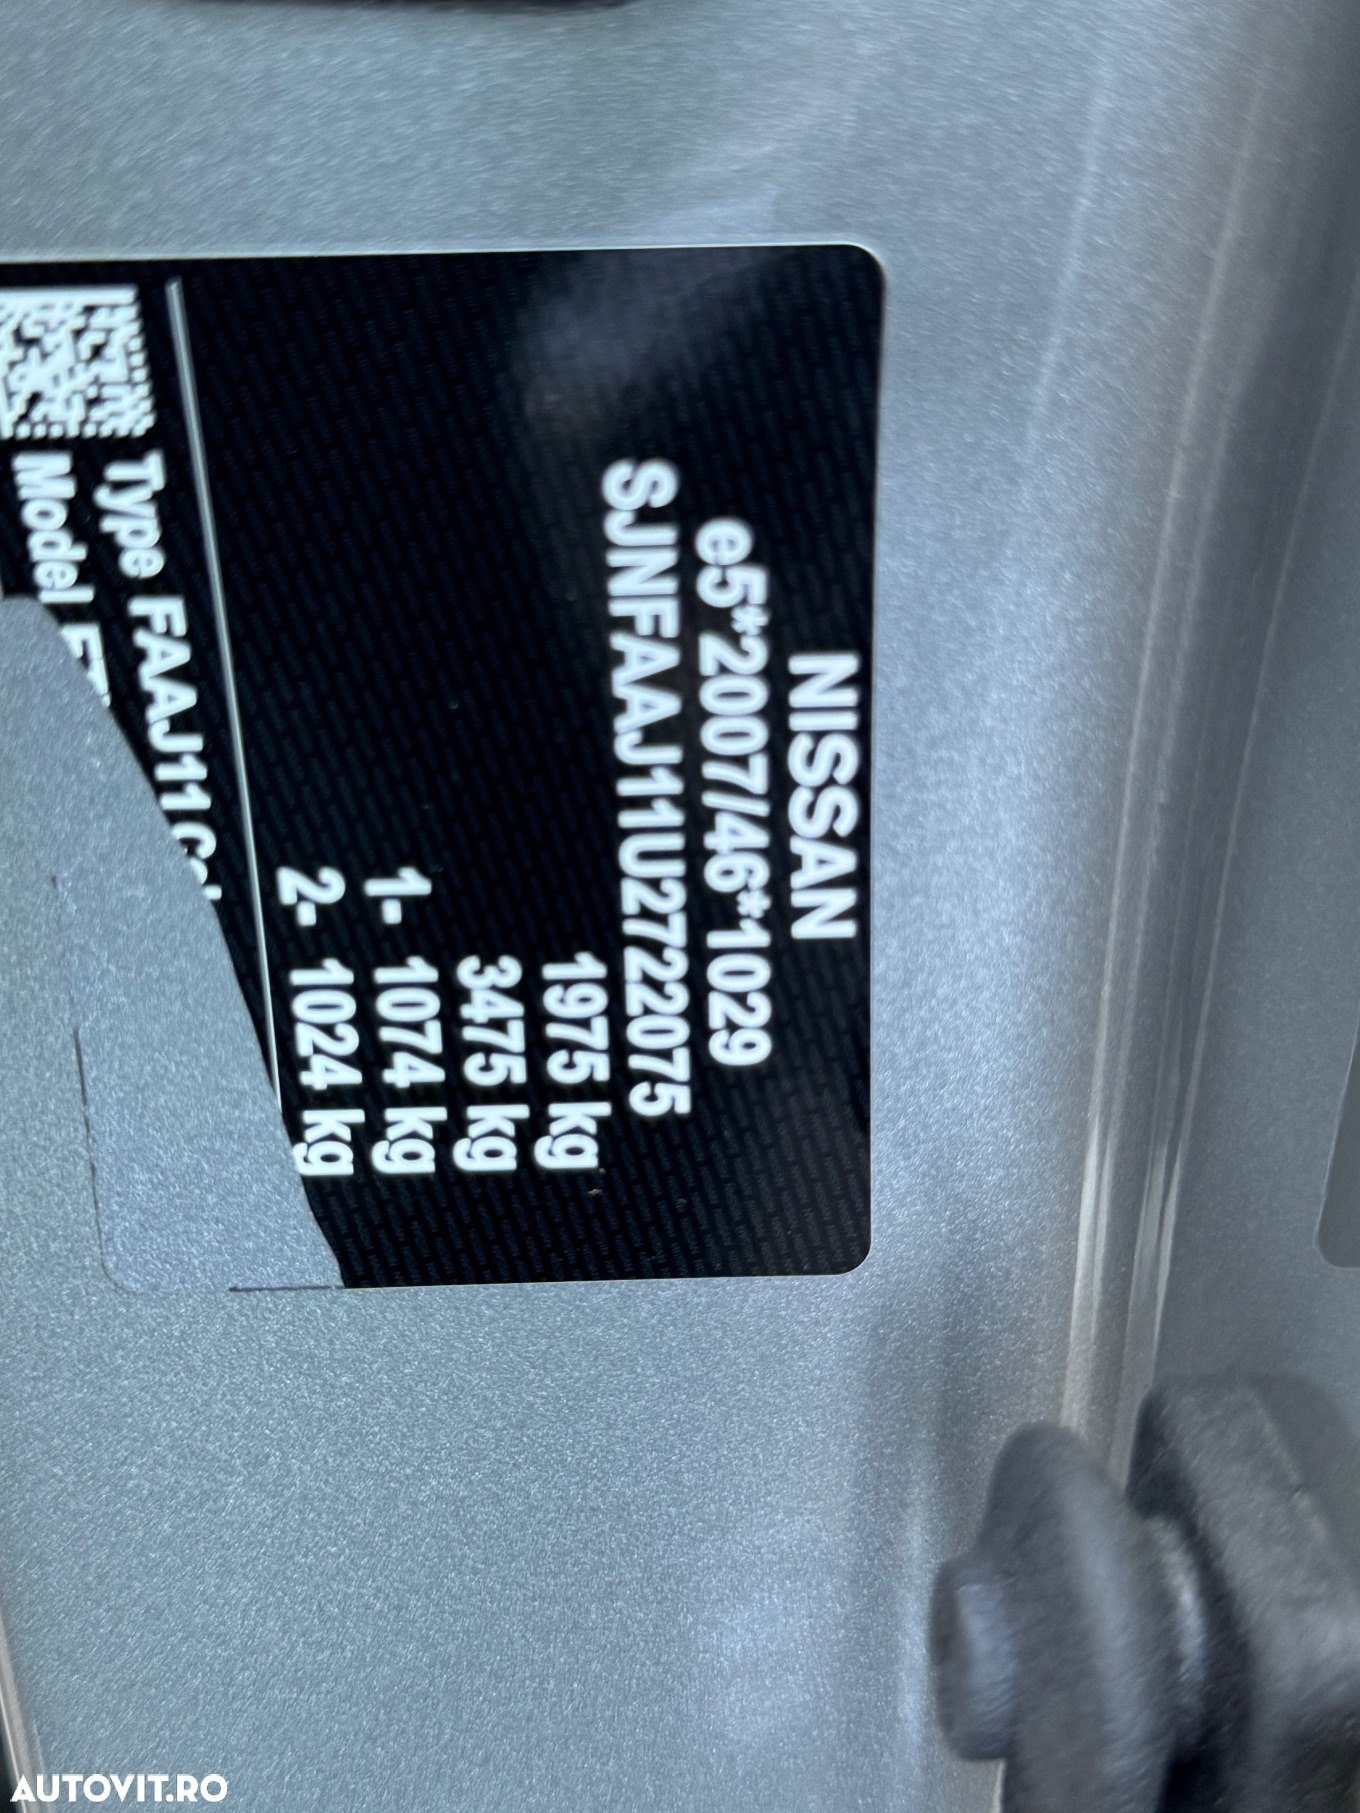 NISSAN
e5*2007/46*1029
SJNFAAJ11U2722075
1975 kg
3475 kg
1- 1074 kg
2- 1024 kg
Type FAAJ11
Model
AUTOVIT.RO